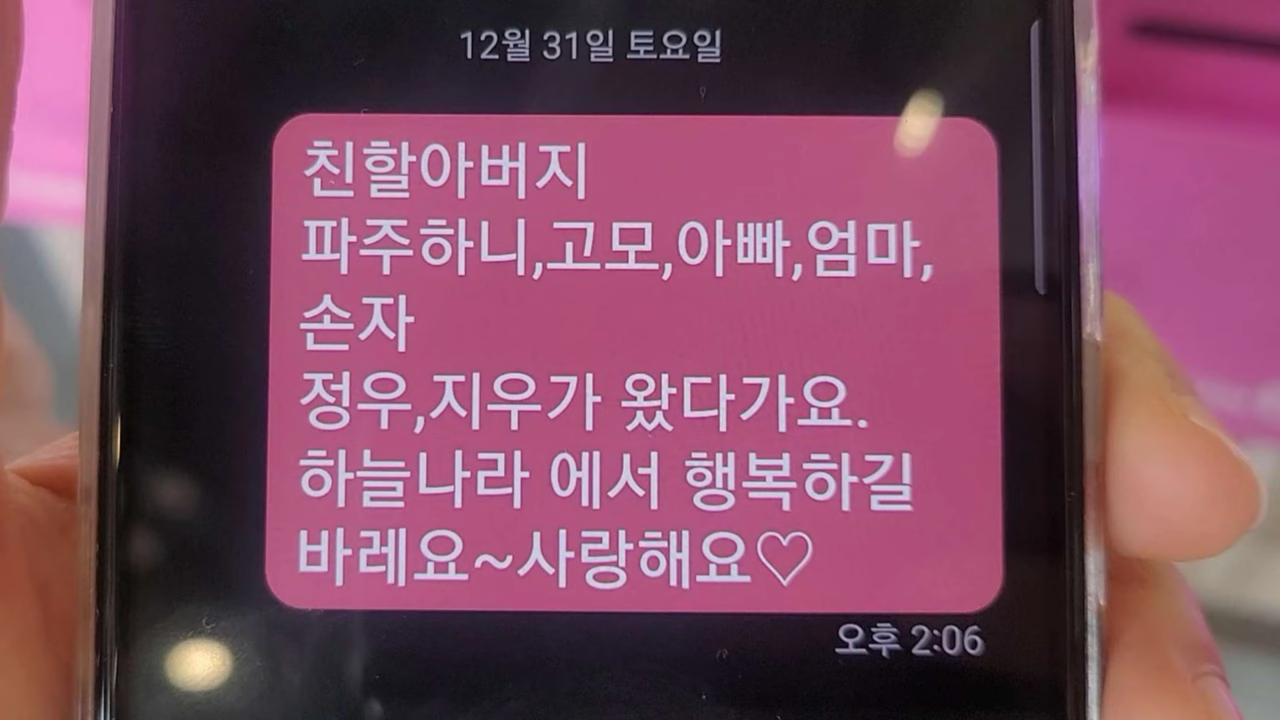 12월 31일 토요일
친할아버지
파주하니,고모,아빠,엄마,
손자
정우,지우가 왔다가요.
하늘나라 에서 행복하길
바레요~사랑해요♡
오후 2:06